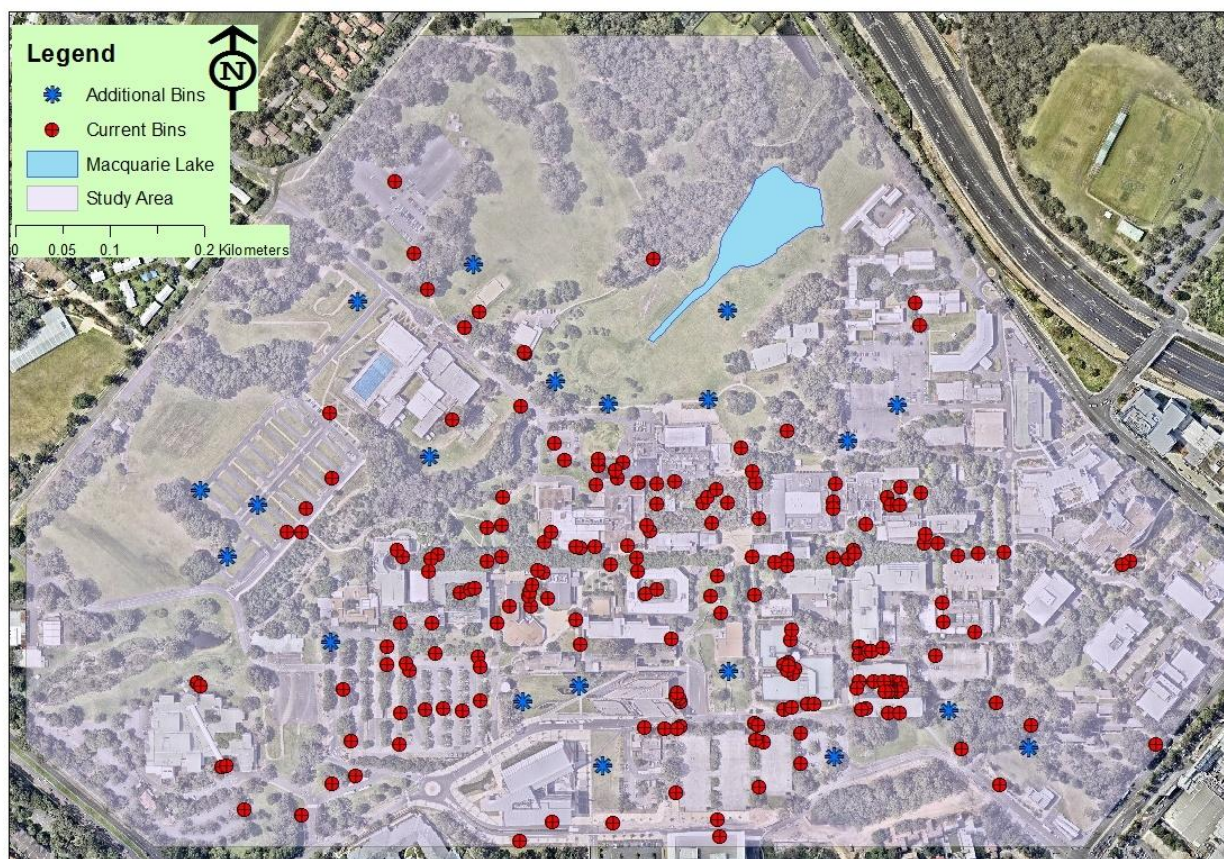 Legend
N
Additional Bins
Current Bins
Macquarie Lake
Study Area
0 0.05 0.1 0.2 Kilometers